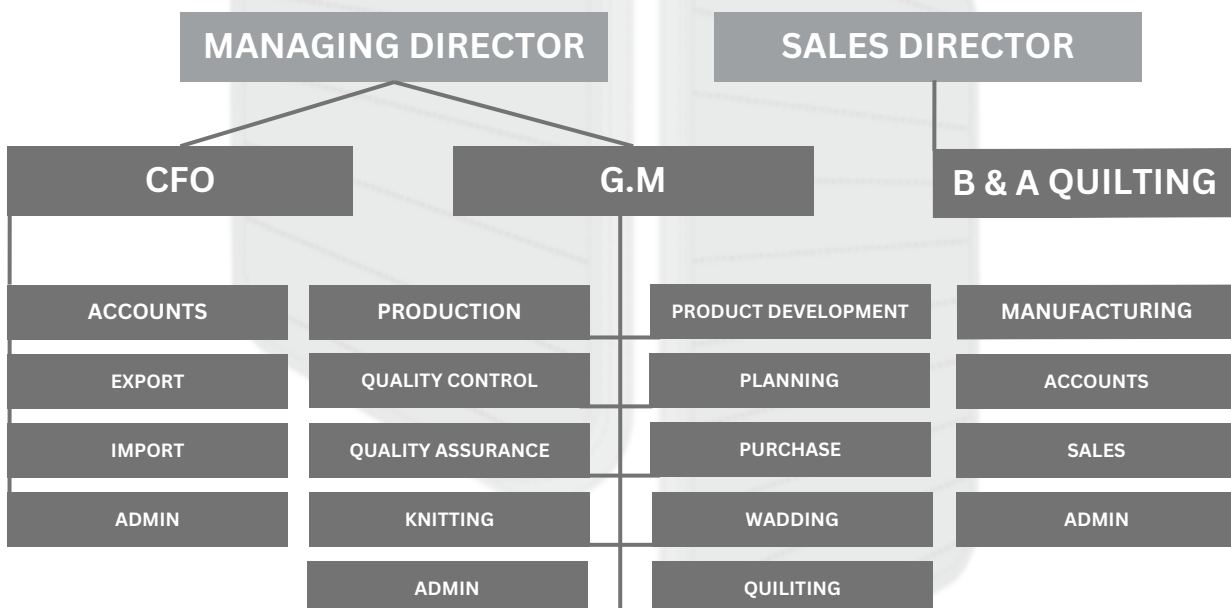 MANAGING DIRECTOR
SALES DIRECTOR
CFO
G.M
B & A QUILTING
ACCOUNTS
PRODUCTION
PRODUCT DEVELOPMENT
MANUFACTURING
EXPORT
QUALITY CONTROL
PLANNING
ACCOUNTS
IMPORT
QUALITY ASSURANCE
PURCHASE
SALES
ADMIN
KNITTING
WADDING
ADMIN
ADMIN
QUILITING